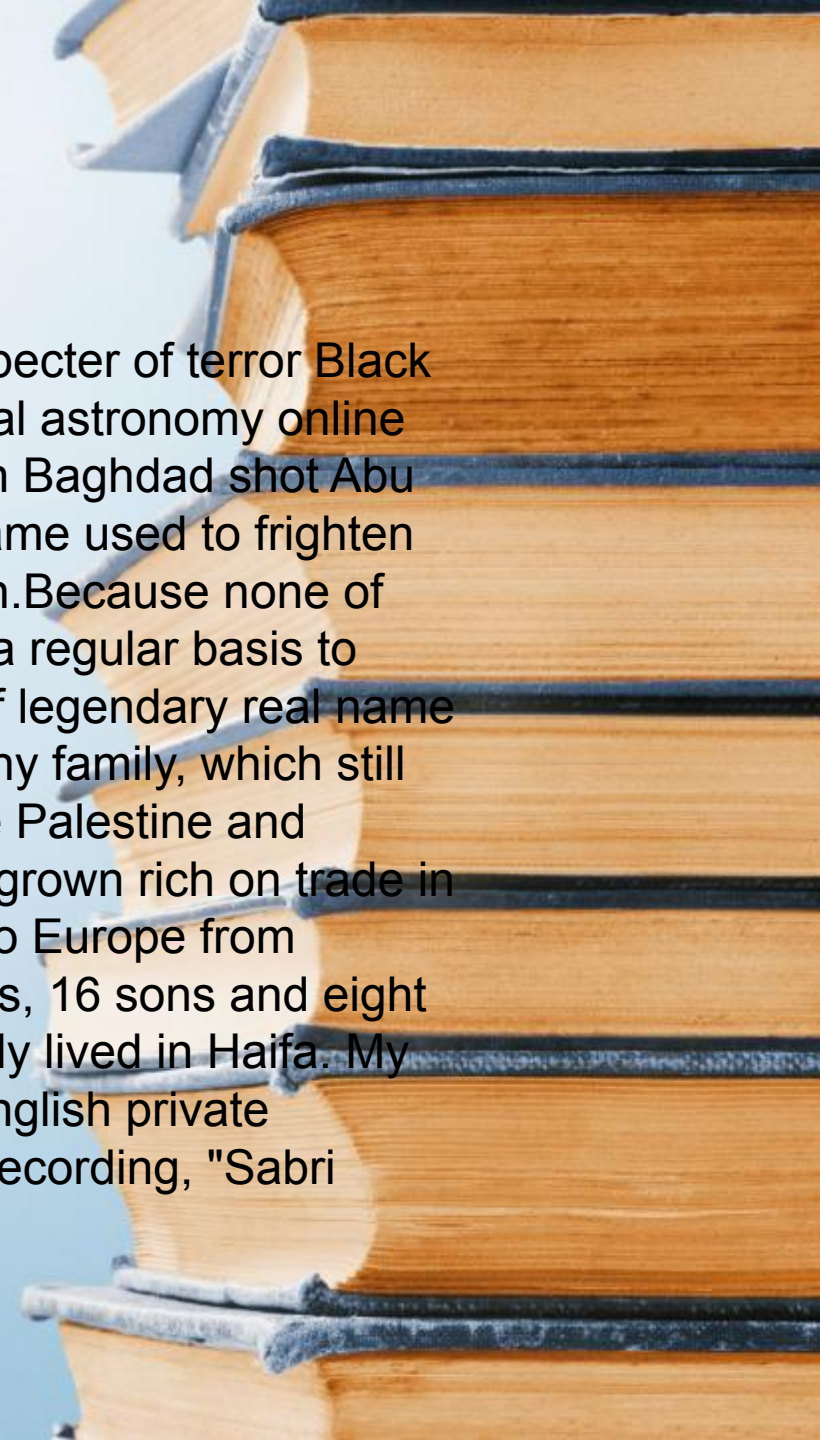 pecter of terror Black
al astronomy online
n Baghdad shot Abu
ame used to frighten
n.Because none of
a regular basis to
f legendary real name
ny family, which still
e Palestine and
grown rich on trade in
o Europe from
s, 16 sons and eight
ly lived in Haifa. My
nglish private
ecording, "Sabri